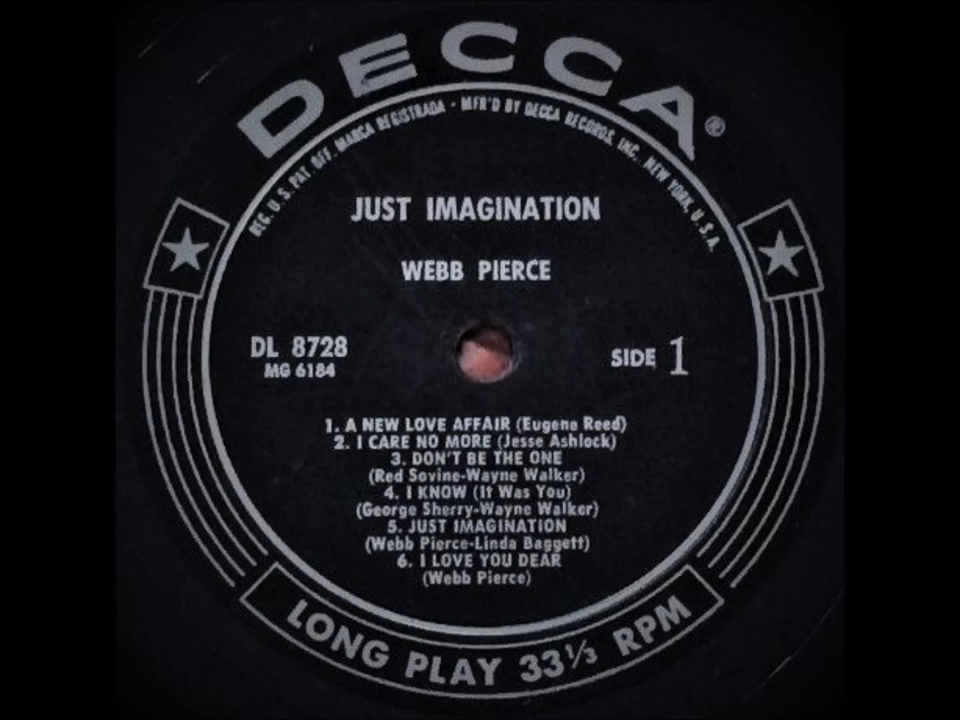 DECCA®
REG. U.S. PAT. OFF. MARCA REGISTRADA · MFR'D BY DECCA RECORDS, INC. NEW YORK, U.S.A.
JUST IMAGINATION
WEBB PIERCE
DL 8728
MG 6184
SIDE 1
1. A NEW LOVE AFFAIR (Eugene Reed)
2. I CARE NO MORE (Jesse Ashlock)
3. DON'T BE THE ONE
(Red Sovine-Wayne Walker)
4. I KNOW (It Was You)
(George Sherry-Wayne Walker)
5. JUST IMAGINATION
(Webb Pierce-Linda Baggett)
6. I LOVE YOU DEAR
(Webb Pierce)
LONG PLAY 33⅓ RPM